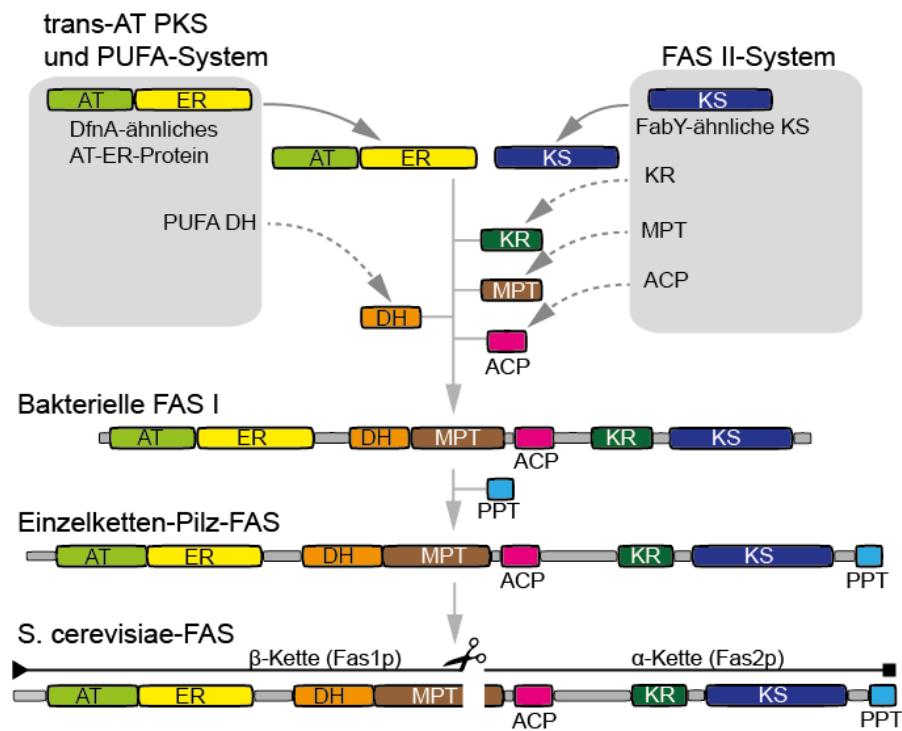 trans-AT PKS
und PUFA-System
AT ER
DfnA-ähnliches
AT-ER-Protein
PUFA DH
FAS II-System
KS
FabY-ähnliche KS
KR
MPT
ACP
AT ER KS
KR
MPT
DH
ACP
Bakterielle FAS I
AT ER DH MPT KR KS
ACP
PPT
Einzelketten-Pilz-FAS
AT ER DH MPT KR KS
ACP PPT
S. cerevisiae-FAS
β-Kette (Fas1p) α-Kette (Fas2p)
AT ER DH MPT KR KS
ACP PPT